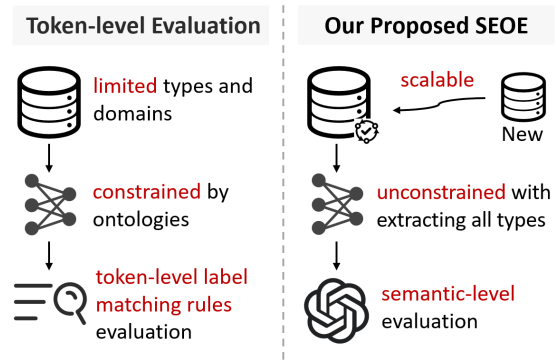 Token-level Evaluation
limited types and
domains
constrained by
ontologies
token-level label
matching rules
evaluation
Our Proposed SEOE
scalable
New
unconstrained with
extracting all types
semantic-level
evaluation